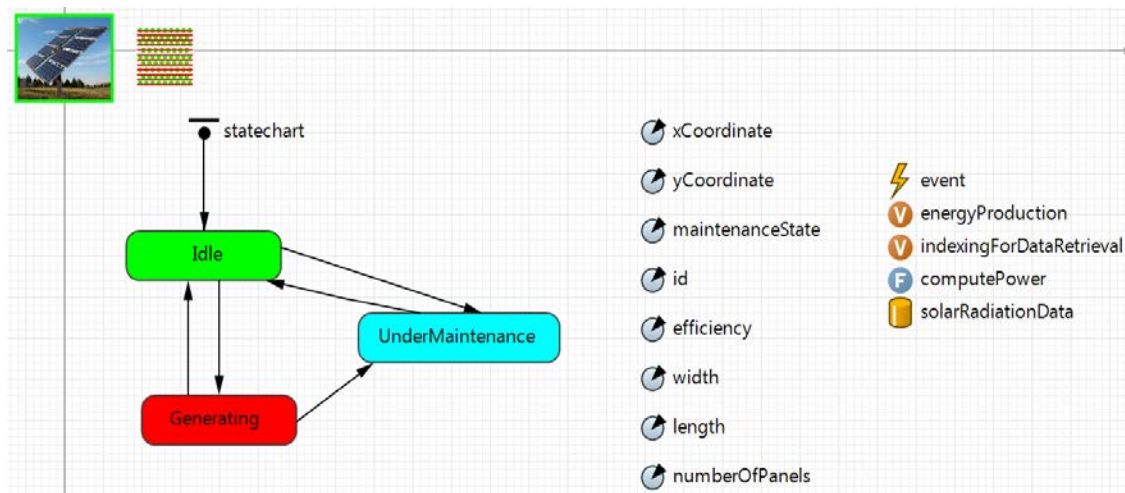 statechart
Idle
UnderMaintenance
Generating
xCoordinate
yCoordinate
maintenanceState
id
efficiency
width
length
numberOfPanels
event
V energyProduction
V indexingForDataRetrieval
F computePower
solarRadiationData